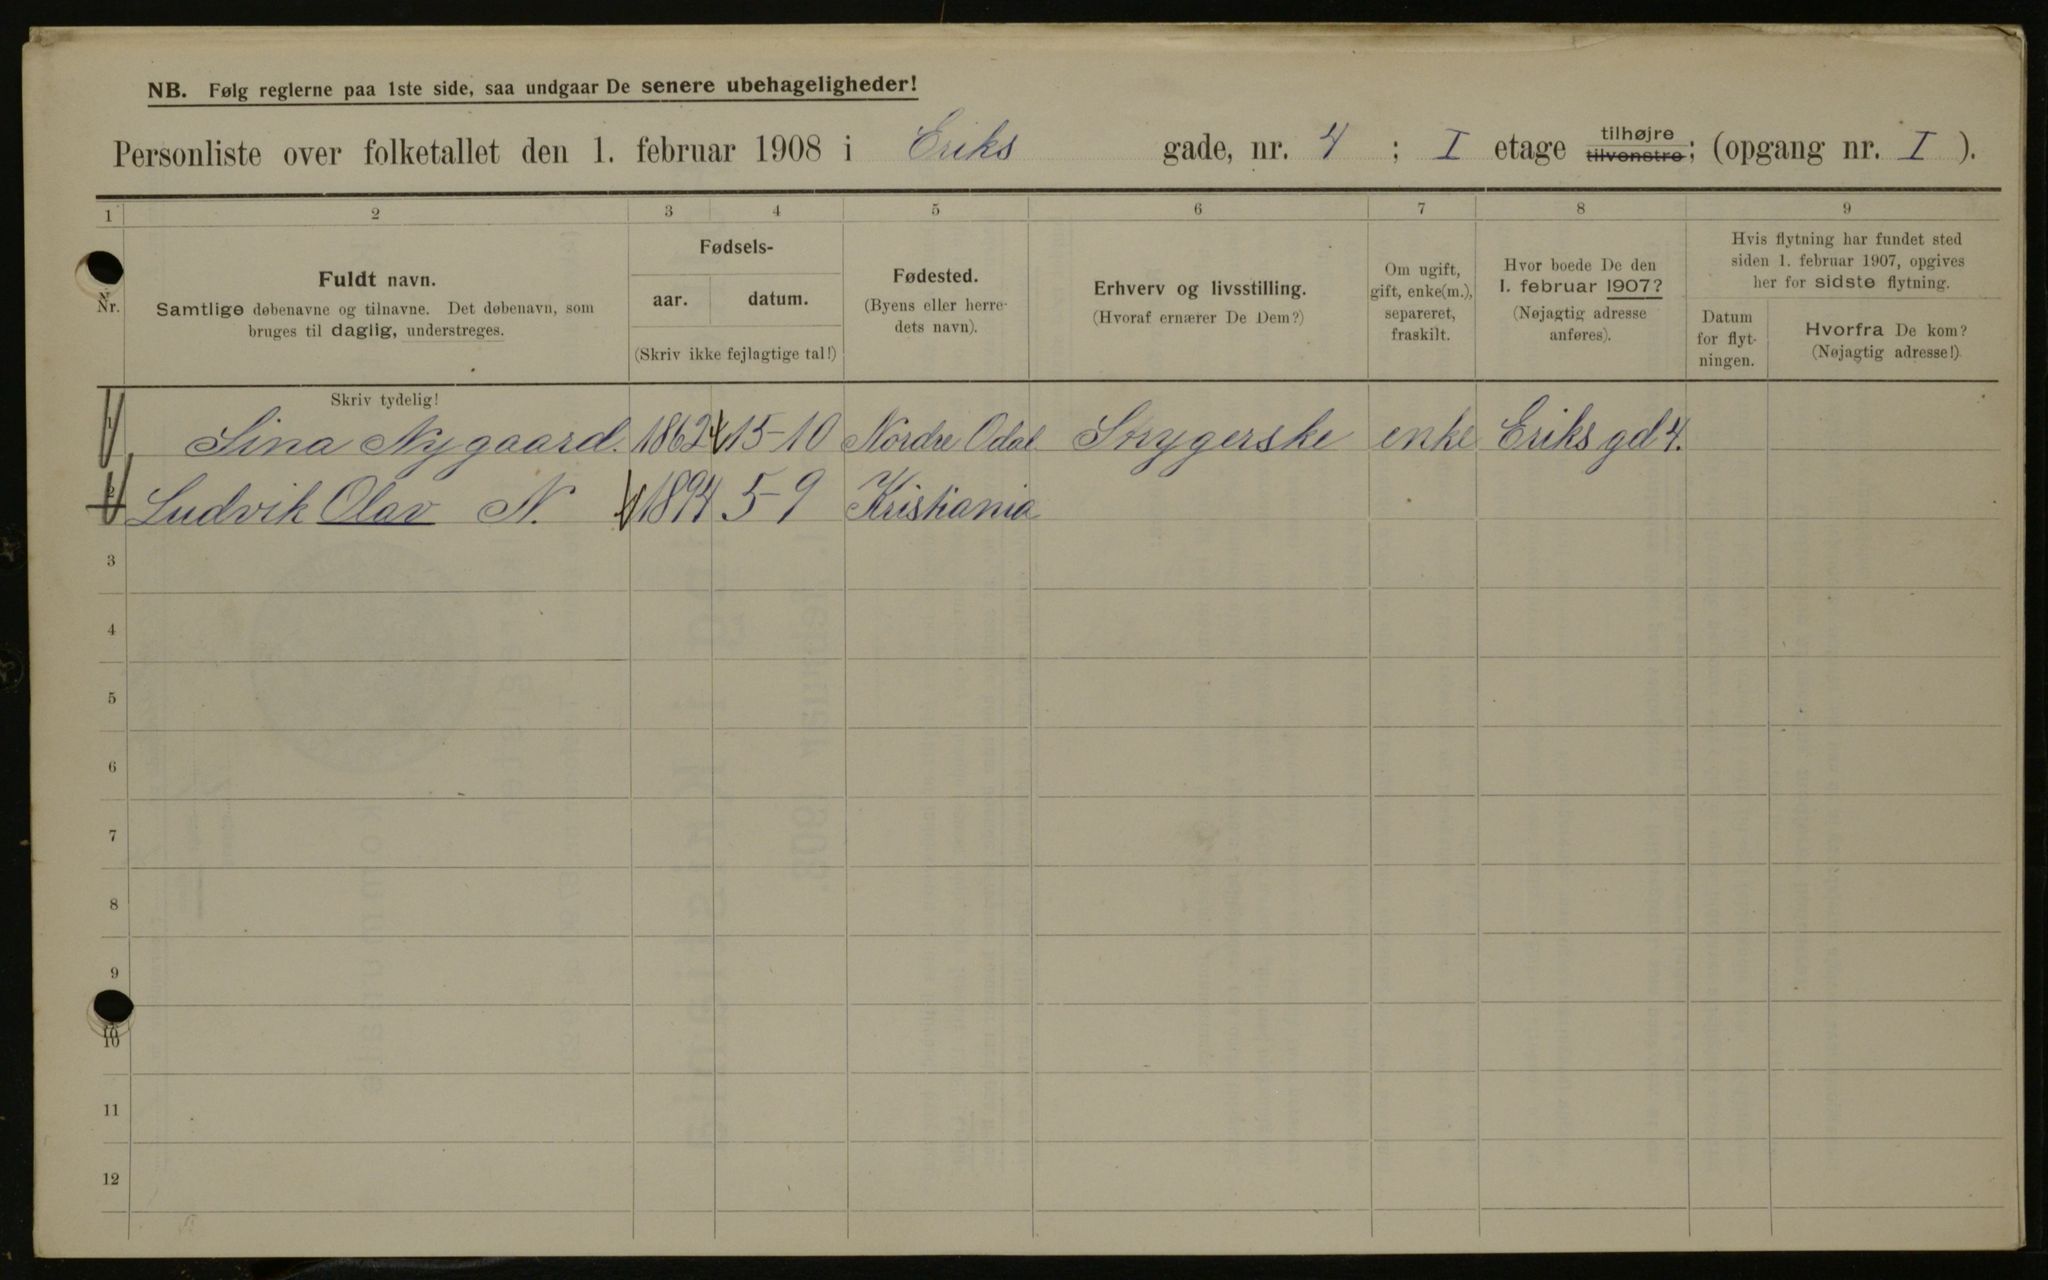 NB. Følg reglerne paa 1ste side, saa undgaar De senere ubehageligheder!
Personliste over folketallet den 1. februar 1908 i Eriks gade, nr. 4 ; I etage tilhøjre tilvenstre; (opgang nr. I ).
1 2 3 4 5 6 7 8 9
Nr.
Fuldt navn.
Samtlige døbenavne og tilnavne. Det døbenavn, som
bruges til daglig, understreges.
Fødsels-
aar. datum.
(Skriv ikke fejlagtige tal!)
Fødested.
(Byens eller herre-
dets navn).
Erhverv og livsstilling.
(Hvoraf ernærer De Dem?)
Om ugift,
gift, enke(m.),
separeret,
fraskilt.
Hvor boede De den
1. februar 1907?
(Nøjagtig adresse
anføres).
Hvis flytning har fundet sted
siden 1. februar 1907, opgives
her for sidste flytning.
Datum
for flyt-
ningen.
Hvorfra De kom?
(Nøjagtig adresse!)
Skriv tydelig!
Sina Nygaard. 1862 15-10 Nordre Odal Syerske enke Eriks gd 4.
2 Ludvik Olav N. 1894 5-9 Kristiania
3
4
5
6
7
8
9
10
11
12